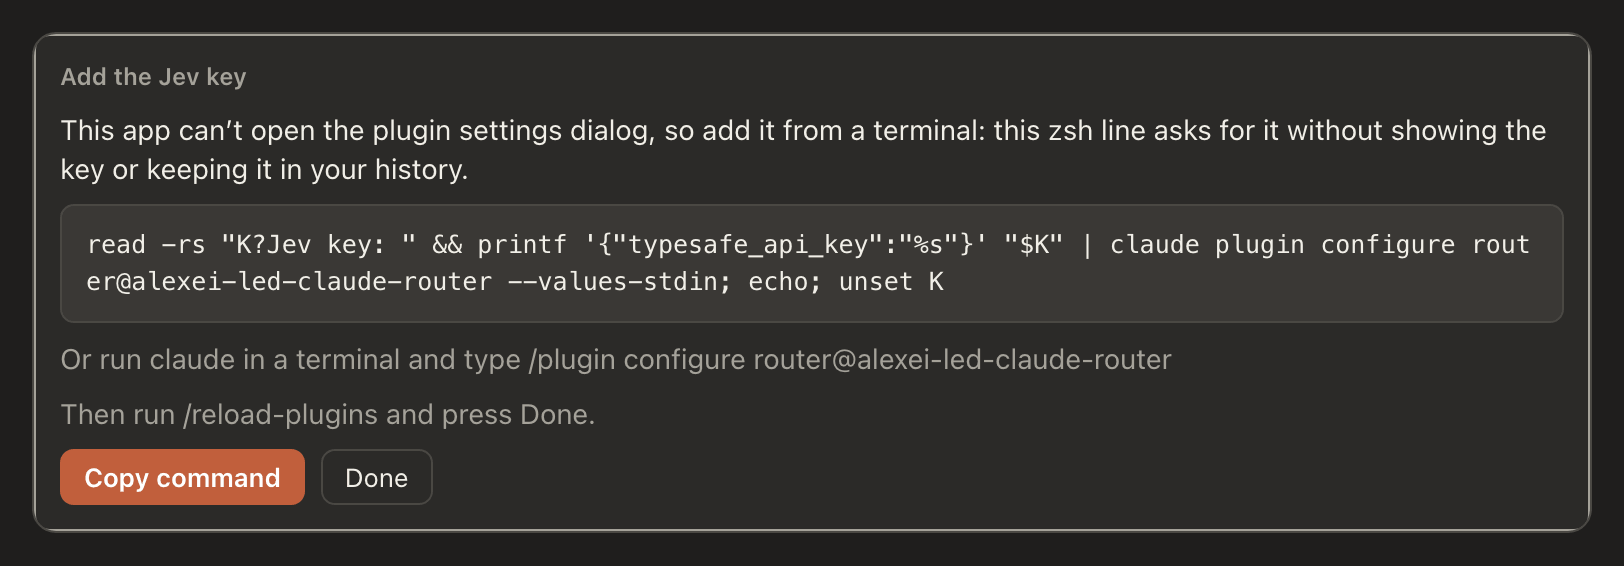 Add the Jev key
This app can’t open the plugin settings dialog, so add it from a terminal: this zsh line asks for it without showing the
key or keeping it in your history.
read -rs "K?Jev key: " && printf '{"typesafe_api_key":"%s"}' "$K" | claude plugin configure rout
er@alexei-led-claude-router --values-stdin; echo; unset K
Or run claude in a terminal and type /plugin configure router@alexei-led-claude-router
Then run /reload-plugins and press Done.
Copy command
Done